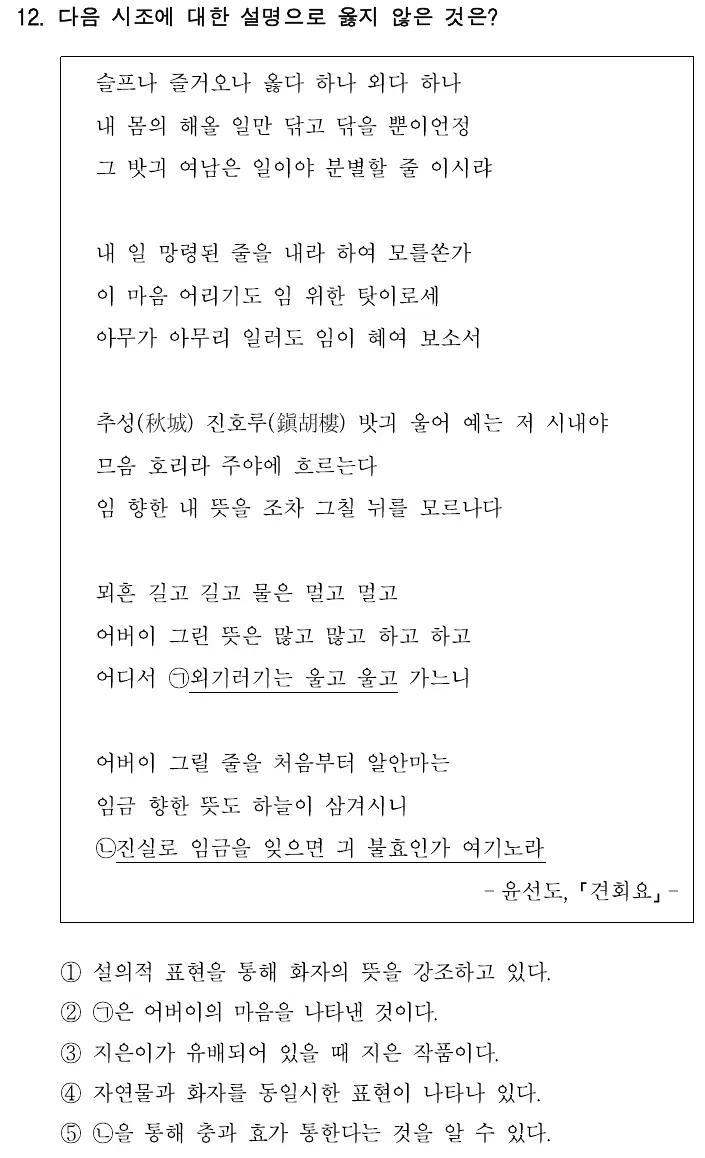 12. 다음 시조에 대한 설명으로 옳지 않은 것은?
슬프나 즐거오나 옳다 하나 외다 하나
내 몸의 해올 일만 닦고 닦을 뿐이언정
그 밧긔 여남은 일이야 분별할 줄 이시랴
내 일 망령된 줄을 내라 하여 모를쏜가
이 마음 어리기도 임 위한 탓이로세
아무가 아무리 일러도 임이 혜여 보소서
추성(秋城) 진호루(鎭胡樓) 밧긔 울어 예는 저 시내야
므음 호리라 주야에 흐르는다
임 향한 내 뜻을 조차 그칠 뉘를 모르나다
뫼흔 길고 길고 물은 멀고 멀고
어버이 그린 뜻은 많고 많고 하고 하고
어디서 ㉠외기러기는 울고 울고 가느니
어버이 그릴 줄을 처음부터 알안마는
임금 향한 뜻도 하늘이 삼겨시니
㉡진실로 임금을 잊으면 긔 불효인가 여기노라
- 윤선도, 「견회요」 -
① 설의적 표현을 통해 화자의 뜻을 강조하고 있다.
② ㉠은 어버이의 마음을 나타낸 것이다.
③ 지은이가 유배되어 있을 때 지은 작품이다.
④ 자연물과 화자를 동일시한 표현이 나타나 있다.
⑤ ㉡을 통해 충과 효가 통한다는 것을 알 수 있다.